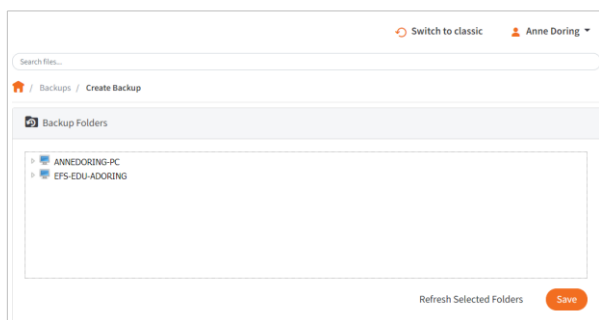 Switch to classic Anne Doring
Search files...
/ Backups / Create Backup
Backup Folders
ANNEDORING-PC
EFS-EDU-ADORING
Refresh Selected Folders Save